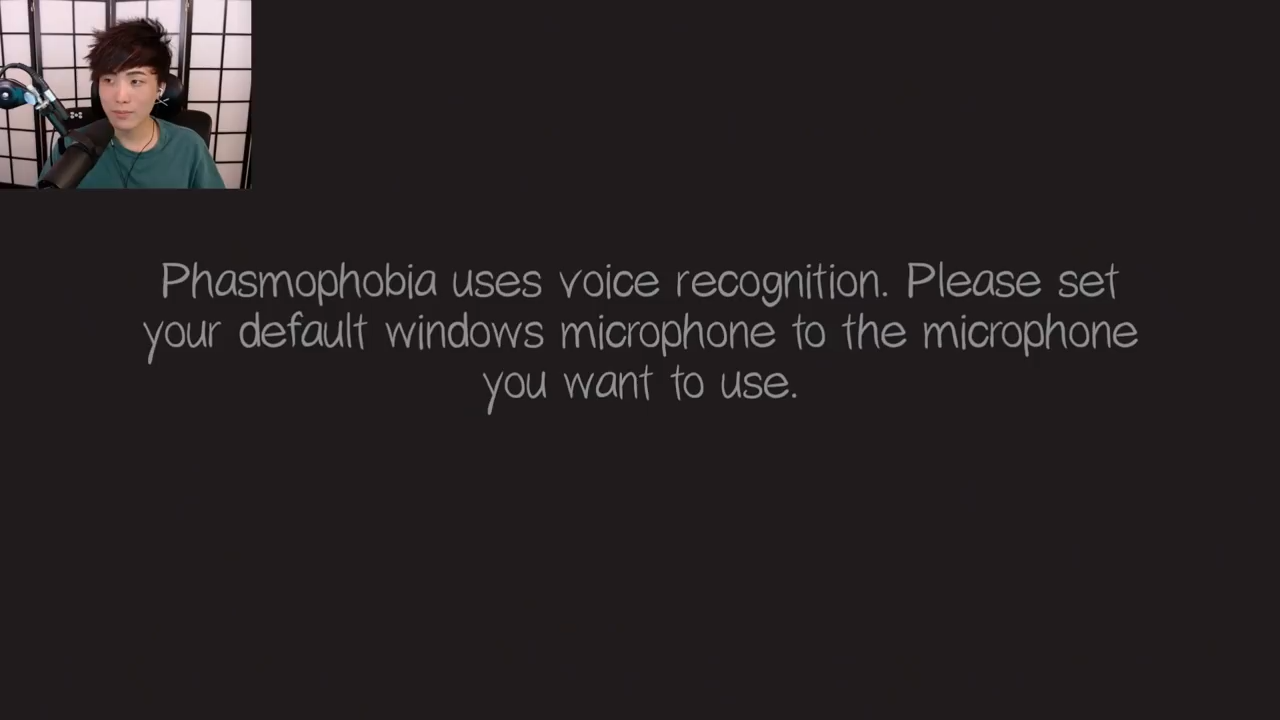 Phasmophobia uses voice recognition. Please set
your default windows microphone to the microphone
you want to use.